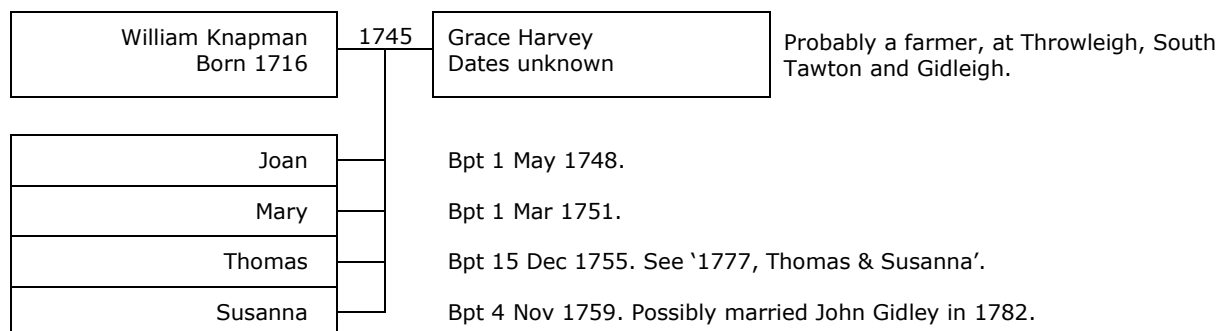 William Knapman
Born 1716
1745
Grace Harvey
Dates unknown
Probably a farmer, at Throwleigh, South
Tawton and Gidleigh.
Joan
Bpt 1 May 1748.
Mary
Bpt 1 Mar 1751.
Thomas
Bpt 15 Dec 1755. See ‘1777, Thomas & Susanna’.
Susanna
Bpt 4 Nov 1759. Possibly married John Gidley in 1782.